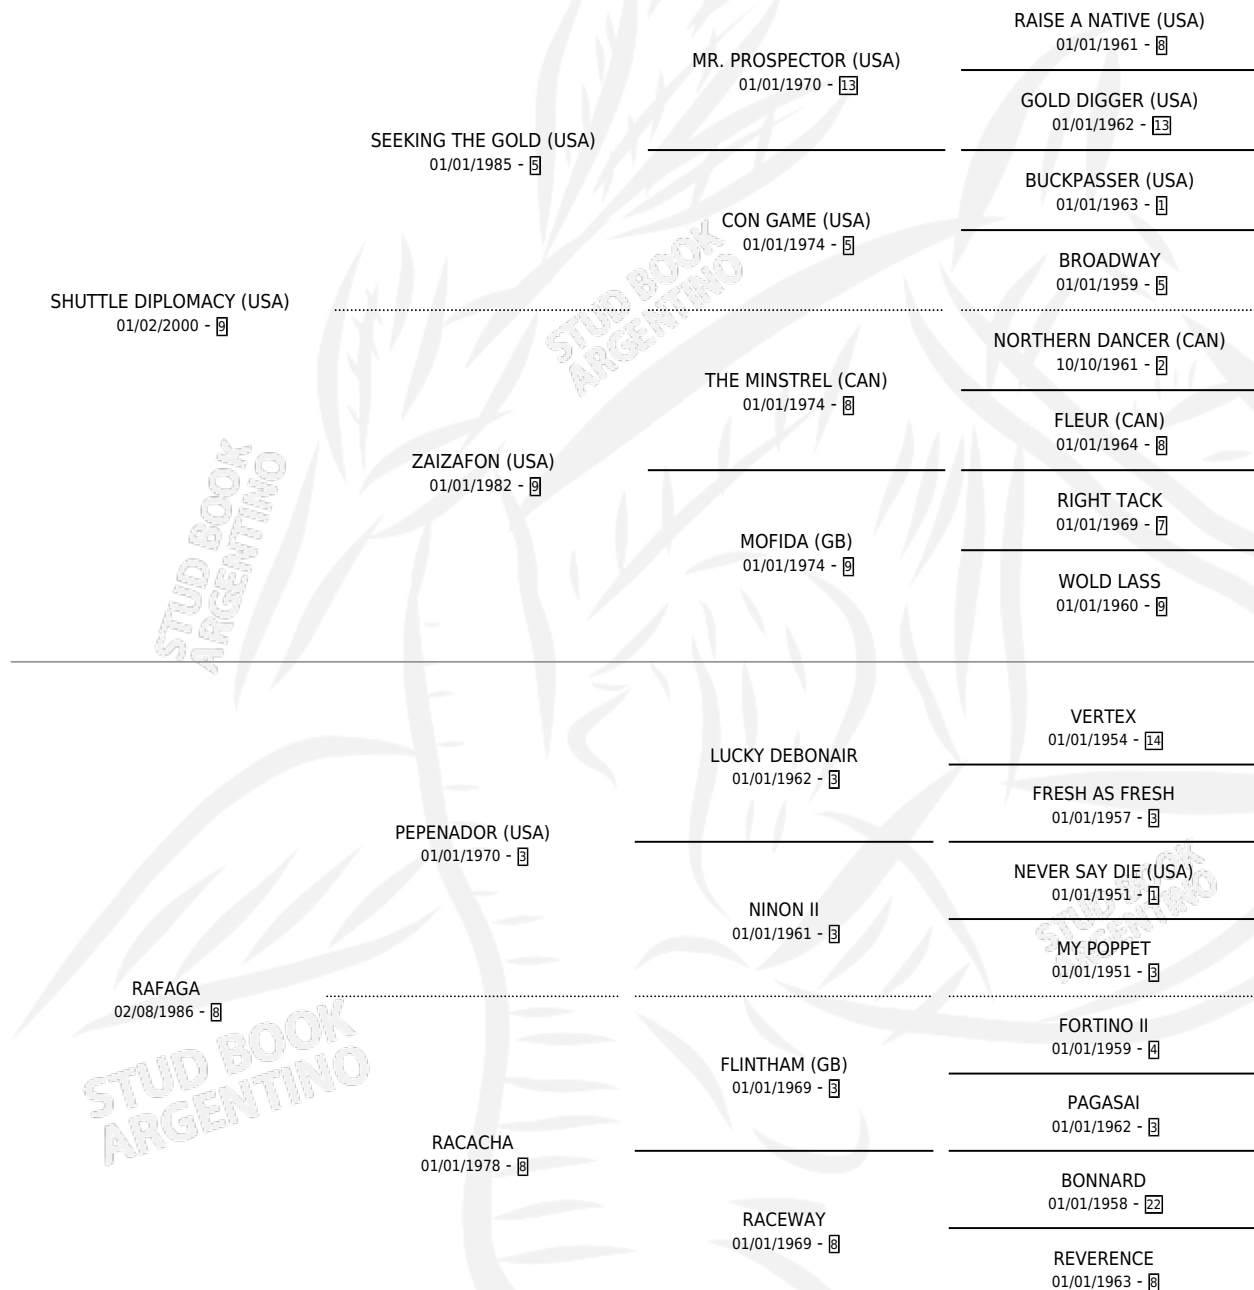 RAISE A NATIVE (USA)
01/01/1961 - 8
MR. PROSPECTOR (USA)
01/01/1970 - 13
GOLD DIGGER (USA)
01/01/1962 - 13
SEEKING THE GOLD (USA)
01/01/1985 - 5
BUCKPASSER (USA)
01/01/1963 - 1
CON GAME (USA)
01/01/1974 - 5
BROADWAY
01/01/1959 - 5
SHUTTLE DIPLOMACY (USA)
01/02/2000 - 9
NORTHERN DANCER (CAN)
10/10/1961 - 2
THE MINSTREL (CAN)
01/01/1974 - 8
FLEUR (CAN)
01/01/1964 - 8
ZAIZAFON (USA)
01/01/1982 - 9
RIGHT TACK
01/01/1969 - 7
MOFIDA (GB)
01/01/1974 - 9
WOLD LASS
01/01/1960 - 9
VERTEX
01/01/1954 - 14
LUCKY DEBONAIR
01/01/1962 - 3
FRESH AS FRESH
01/01/1957 - 3
PEPENADOR (USA)
01/01/1970 - 3
NEVER SAY DIE (USA)
01/01/1951 - 1
NINON II
01/01/1961 - 3
MY POPPET
01/01/1951 - 3
RAFAGA
02/08/1986 - 8
FORTINO II
01/01/1959 - 4
FLINTHAM (GB)
01/01/1969 - 3
PAGASAI
01/01/1962 - 3
RACACHA
01/01/1978 - 8
BONNARD
01/01/1958 - 22
RACEWAY
01/01/1969 - 8
REVERENCE
01/01/1963 - 8
STUD BOOK
ARGENTINO
STUD BOOK
ARGENTINO
STUD BOOK
ARGENTINO
STUD BOOK
ARGENTINO